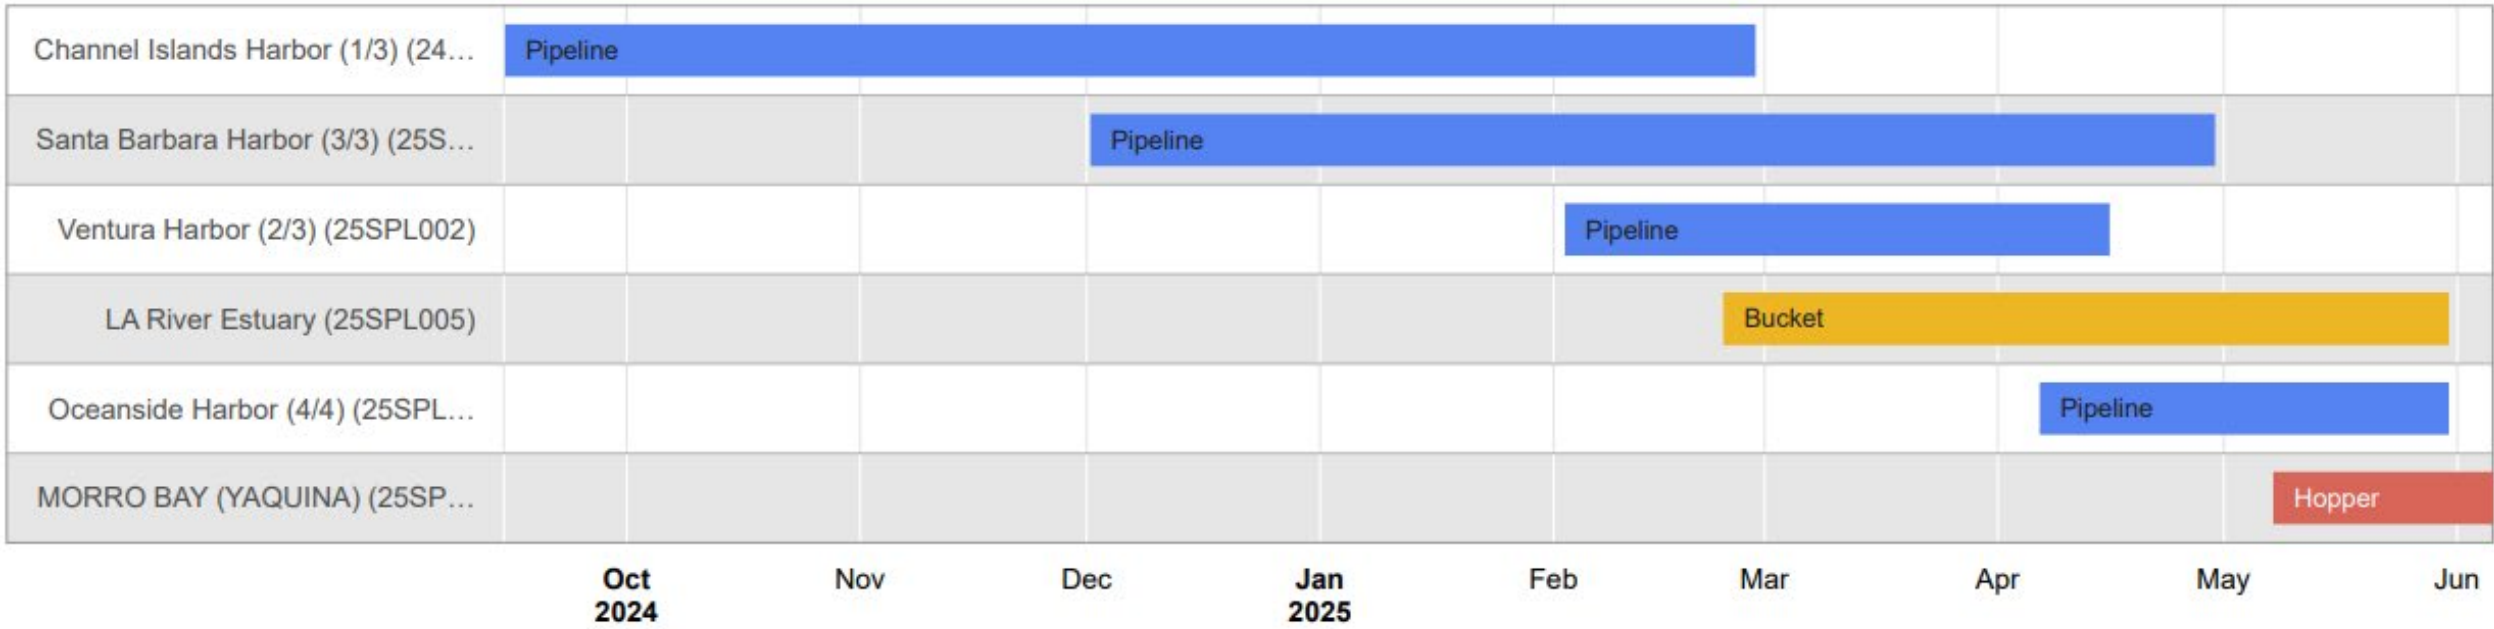 Channel Islands Harbor (1/3) (24...
Pipeline
Santa Barbara Harbor (3/3) (25S...
Pipeline
Ventura Harbor (2/3) (25SPL002)
Pipeline
LA River Estuary (25SPL005)
Bucket
Oceanside Harbor (4/4) (25SPL...
Pipeline
MORRO BAY (YAQUINA) (25SP...
Hopper
Oct Nov Dec Jan Feb Mar Apr May Jun
2024 2025